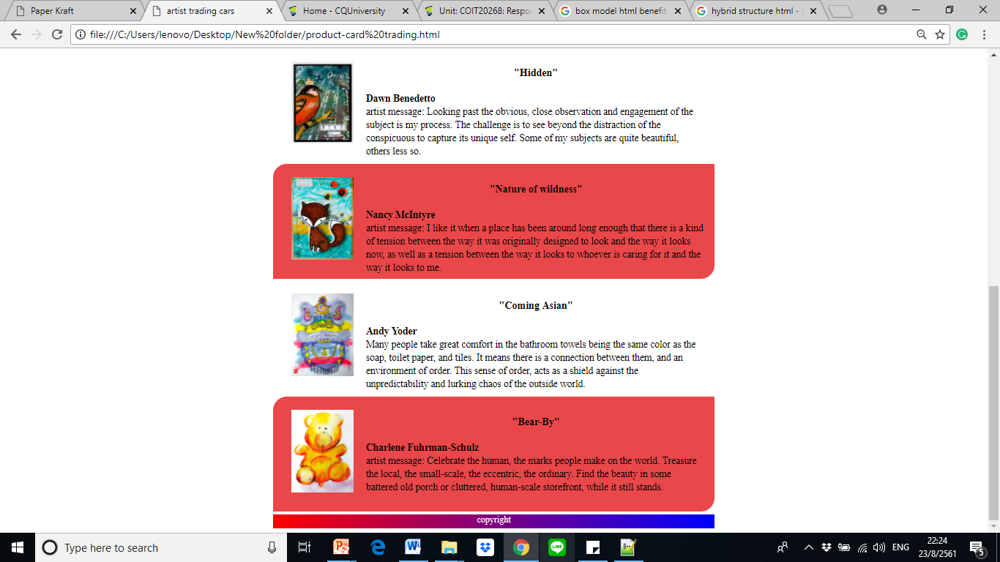 Paper Kraft
artist trading cars
Home - CQUniversity
Unit: COIT20268: Respon
box model html benefit
hybrid structure html -
file:///C:/Users/lenovo/Desktop/New%20folder/product-card%20trading.html
"Hidden"
Dawn Benedetto
artist message: Looking past the obvious, close observation and engagement of the
subject is my process. The challenge is to see beyond the distraction of the
conspicuous to capture its unique self. Some of my subjects are quite beautiful,
others less so.
"Nature of wildness"
Nancy McIntyre
artist message: I like it when a place has been around long enough that there is a kind
of tension between the way it was originally designed to look and the way it looks
now, as well as a tension between the way it looks to whoever is caring for it and the
way it looks to me.
"Coming Asian"
Andy Yoder
Many people take great comfort in the bathroom towels being the same color as the
soap, toilet paper, and tiles. It means there is a connection between them, and an
environment of order. This sense of order, acts as a shield against the
unpredictability and lurking chaos of the outside world.
"Bear-By"
Charlene Fuhrman-Schulz
artist message: Celebrate the human, the marks people make on the world. Treasure
the local, the small-scale, the eccentric, the ordinary. Find the beauty in some
battered old porch or cluttered, human-scale storefront, while it still stands.
copyright
Type here to search
ENG
22:24
23/8/2561
5